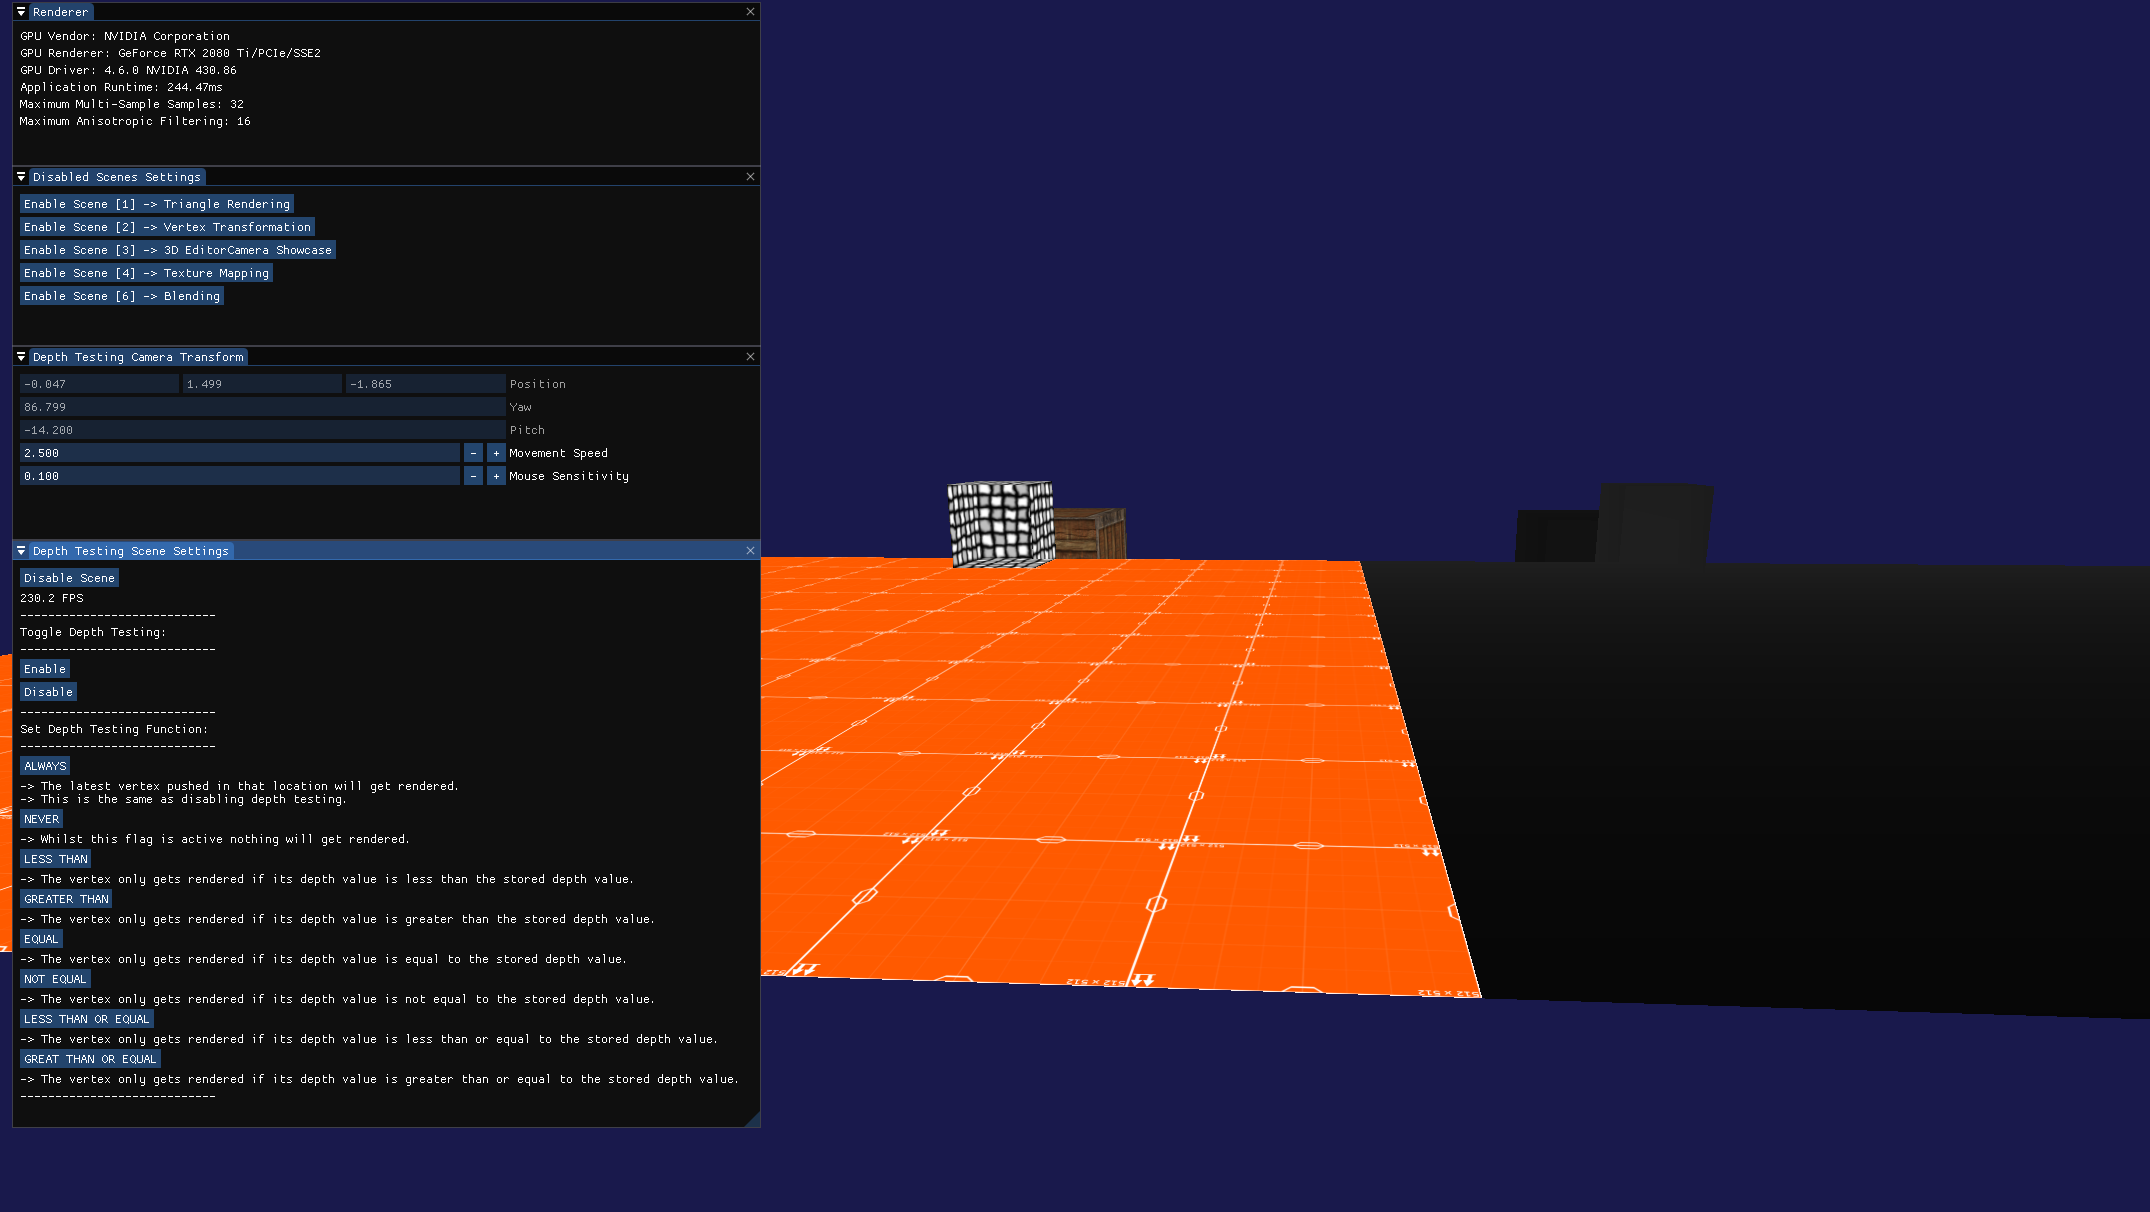 Renderer
GPU Vendor: NVIDIA Corporation
GPU Renderer: GeForce RTX 2080 Ti/PCIe/SSE2
GPU Driver: 4.6.0 NVIDIA 430.86
Application Runtime: 244.47ms
Maximum Multi-Sample Samples: 32
Maximum Anisotropic Filtering: 16
Disabled Scenes Settings
Enable Scene [1] -> Triangle Rendering
Enable Scene [2] -> Vertex Transformation
Enable Scene [3] -> 3D EditorCamera Showcase
Enable Scene [4] -> Texture Mapping
Enable Scene [6] -> Blending
Depth Testing Camera Transform
-0.047 1.499 -1.865 Position
86.799 Yaw
-14.200 Pitch
2.500 - + Movement Speed
0.100 - + Mouse Sensitivity
Depth Testing Scene Settings
Disable Scene
230.2 FPS
----------------------------
Toggle Depth Testing:
----------------------------
Enable
Disable
----------------------------
Set Depth Testing Function:
----------------------------
ALWAYS
-> The latest vertex pushed in that location will get rendered.
-> This is the same as disabling depth testing.
NEVER
-> Whilst this flag is active nothing will get rendered.
LESS THAN
-> The vertex only gets rendered if its depth value is less than the stored depth value.
GREATER THAN
-> The vertex only gets rendered if its depth value is greater than the stored depth value.
EQUAL
-> The vertex only gets rendered if its depth value is equal to the stored depth value.
NOT EQUAL
-> The vertex only gets rendered if its depth value is not equal to the stored depth value.
LESS THAN OR EQUAL
-> The vertex only gets rendered if its depth value is less than or equal to the stored depth value.
GREAT THAN OR EQUAL
-> The vertex only gets rendered if its depth value is greater than or equal to the stored depth value.
----------------------------
512
512 x 512
512 x 512